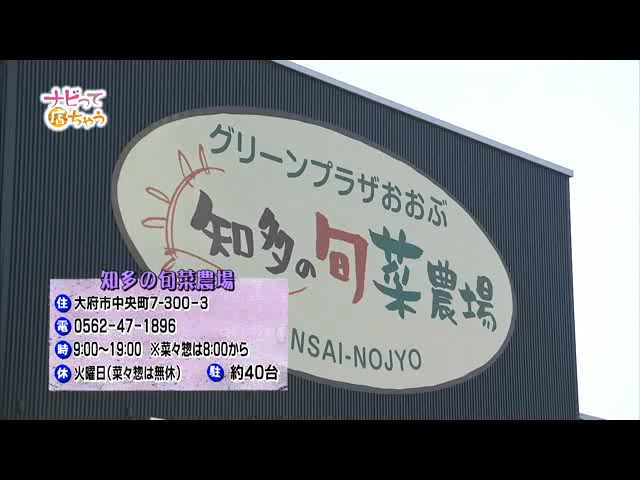 ナビって
店ちゃう
グリーンプラザおおぶ
知多の旬菜農場
NSAI-NOJYO
知多の旬菜農場
住 大府市中央町7-300-3
電 0562-47-1896
時 9:00〜19:00 ※菜々惣は8:00から
休 火曜日(菜々惣は無休) 駐 約40台